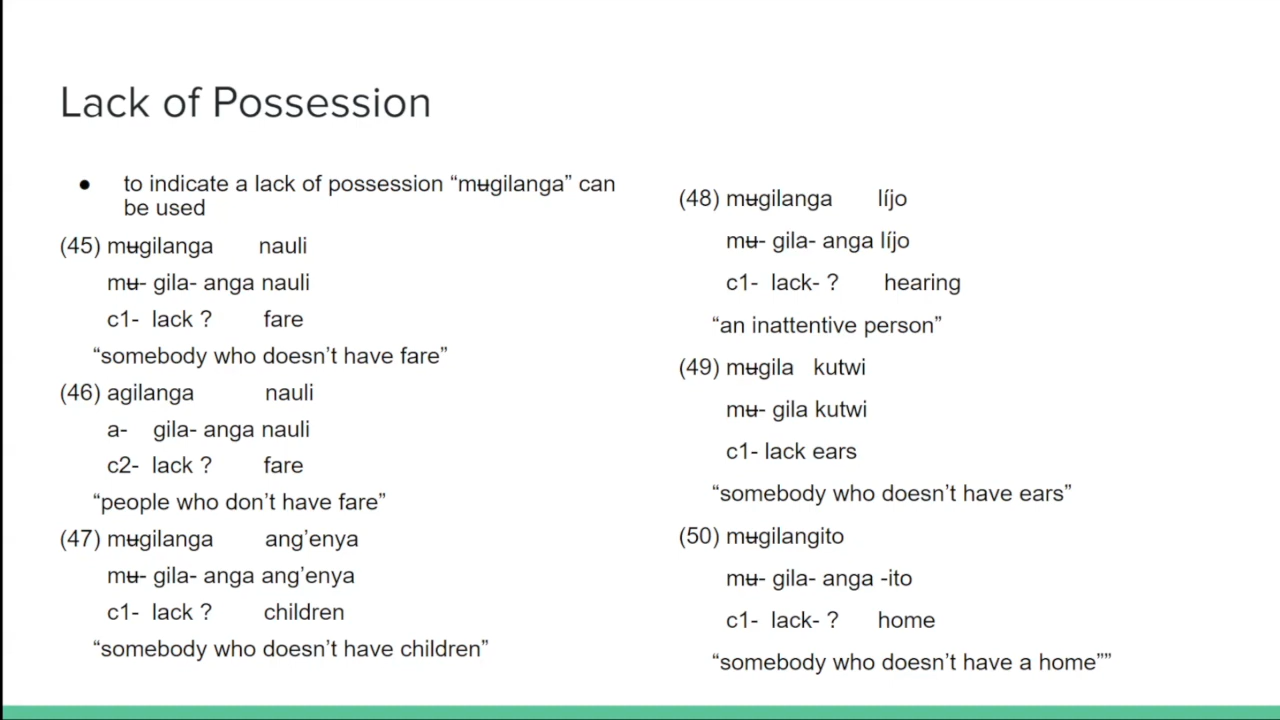 Lack of Possession
● to indicate a lack of possession “mʉgilanga” can
be used
(45) mʉgilanga nauli
mʉ- gila- anga nauli
c1- lack ? fare
“somebody who doesn’t have fare”
(46) agilanga nauli
a- gila- anga nauli
c2- lack ? fare
“people who don’t have fare”
(47) mʉgilanga ang’enya
mʉ- gila- anga ang’enya
c1- lack ? children
“somebody who doesn’t have children”
(48) mʉgilanga líjo
mʉ- gila- anga líjo
c1- lack- ? hearing
“an inattentive person”
(49) mʉgila kutwi
mʉ- gila kutwi
c1- lack ears
“somebody who doesn’t have ears”
(50) mʉgilangito
mʉ- gila- anga -ito
c1- lack- ? home
“somebody who doesn’t have a home””